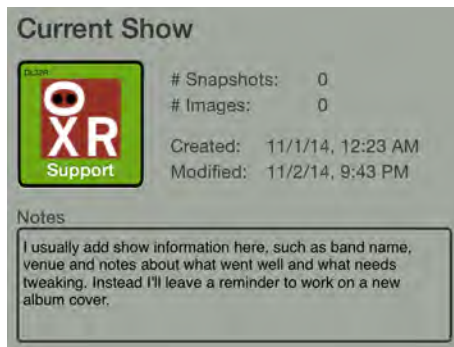 Current Show
DL32R
OXR
Support
# Snapshots: 0
# Images: 0
Created: 11/1/14, 12:23 AM
Modified: 11/2/14, 9:43 PM
Notes
I usually add show information here, such as band name,
venue and notes about what went well and what needs
tweaking. Instead I'll leave a reminder to work on a new
album cover.